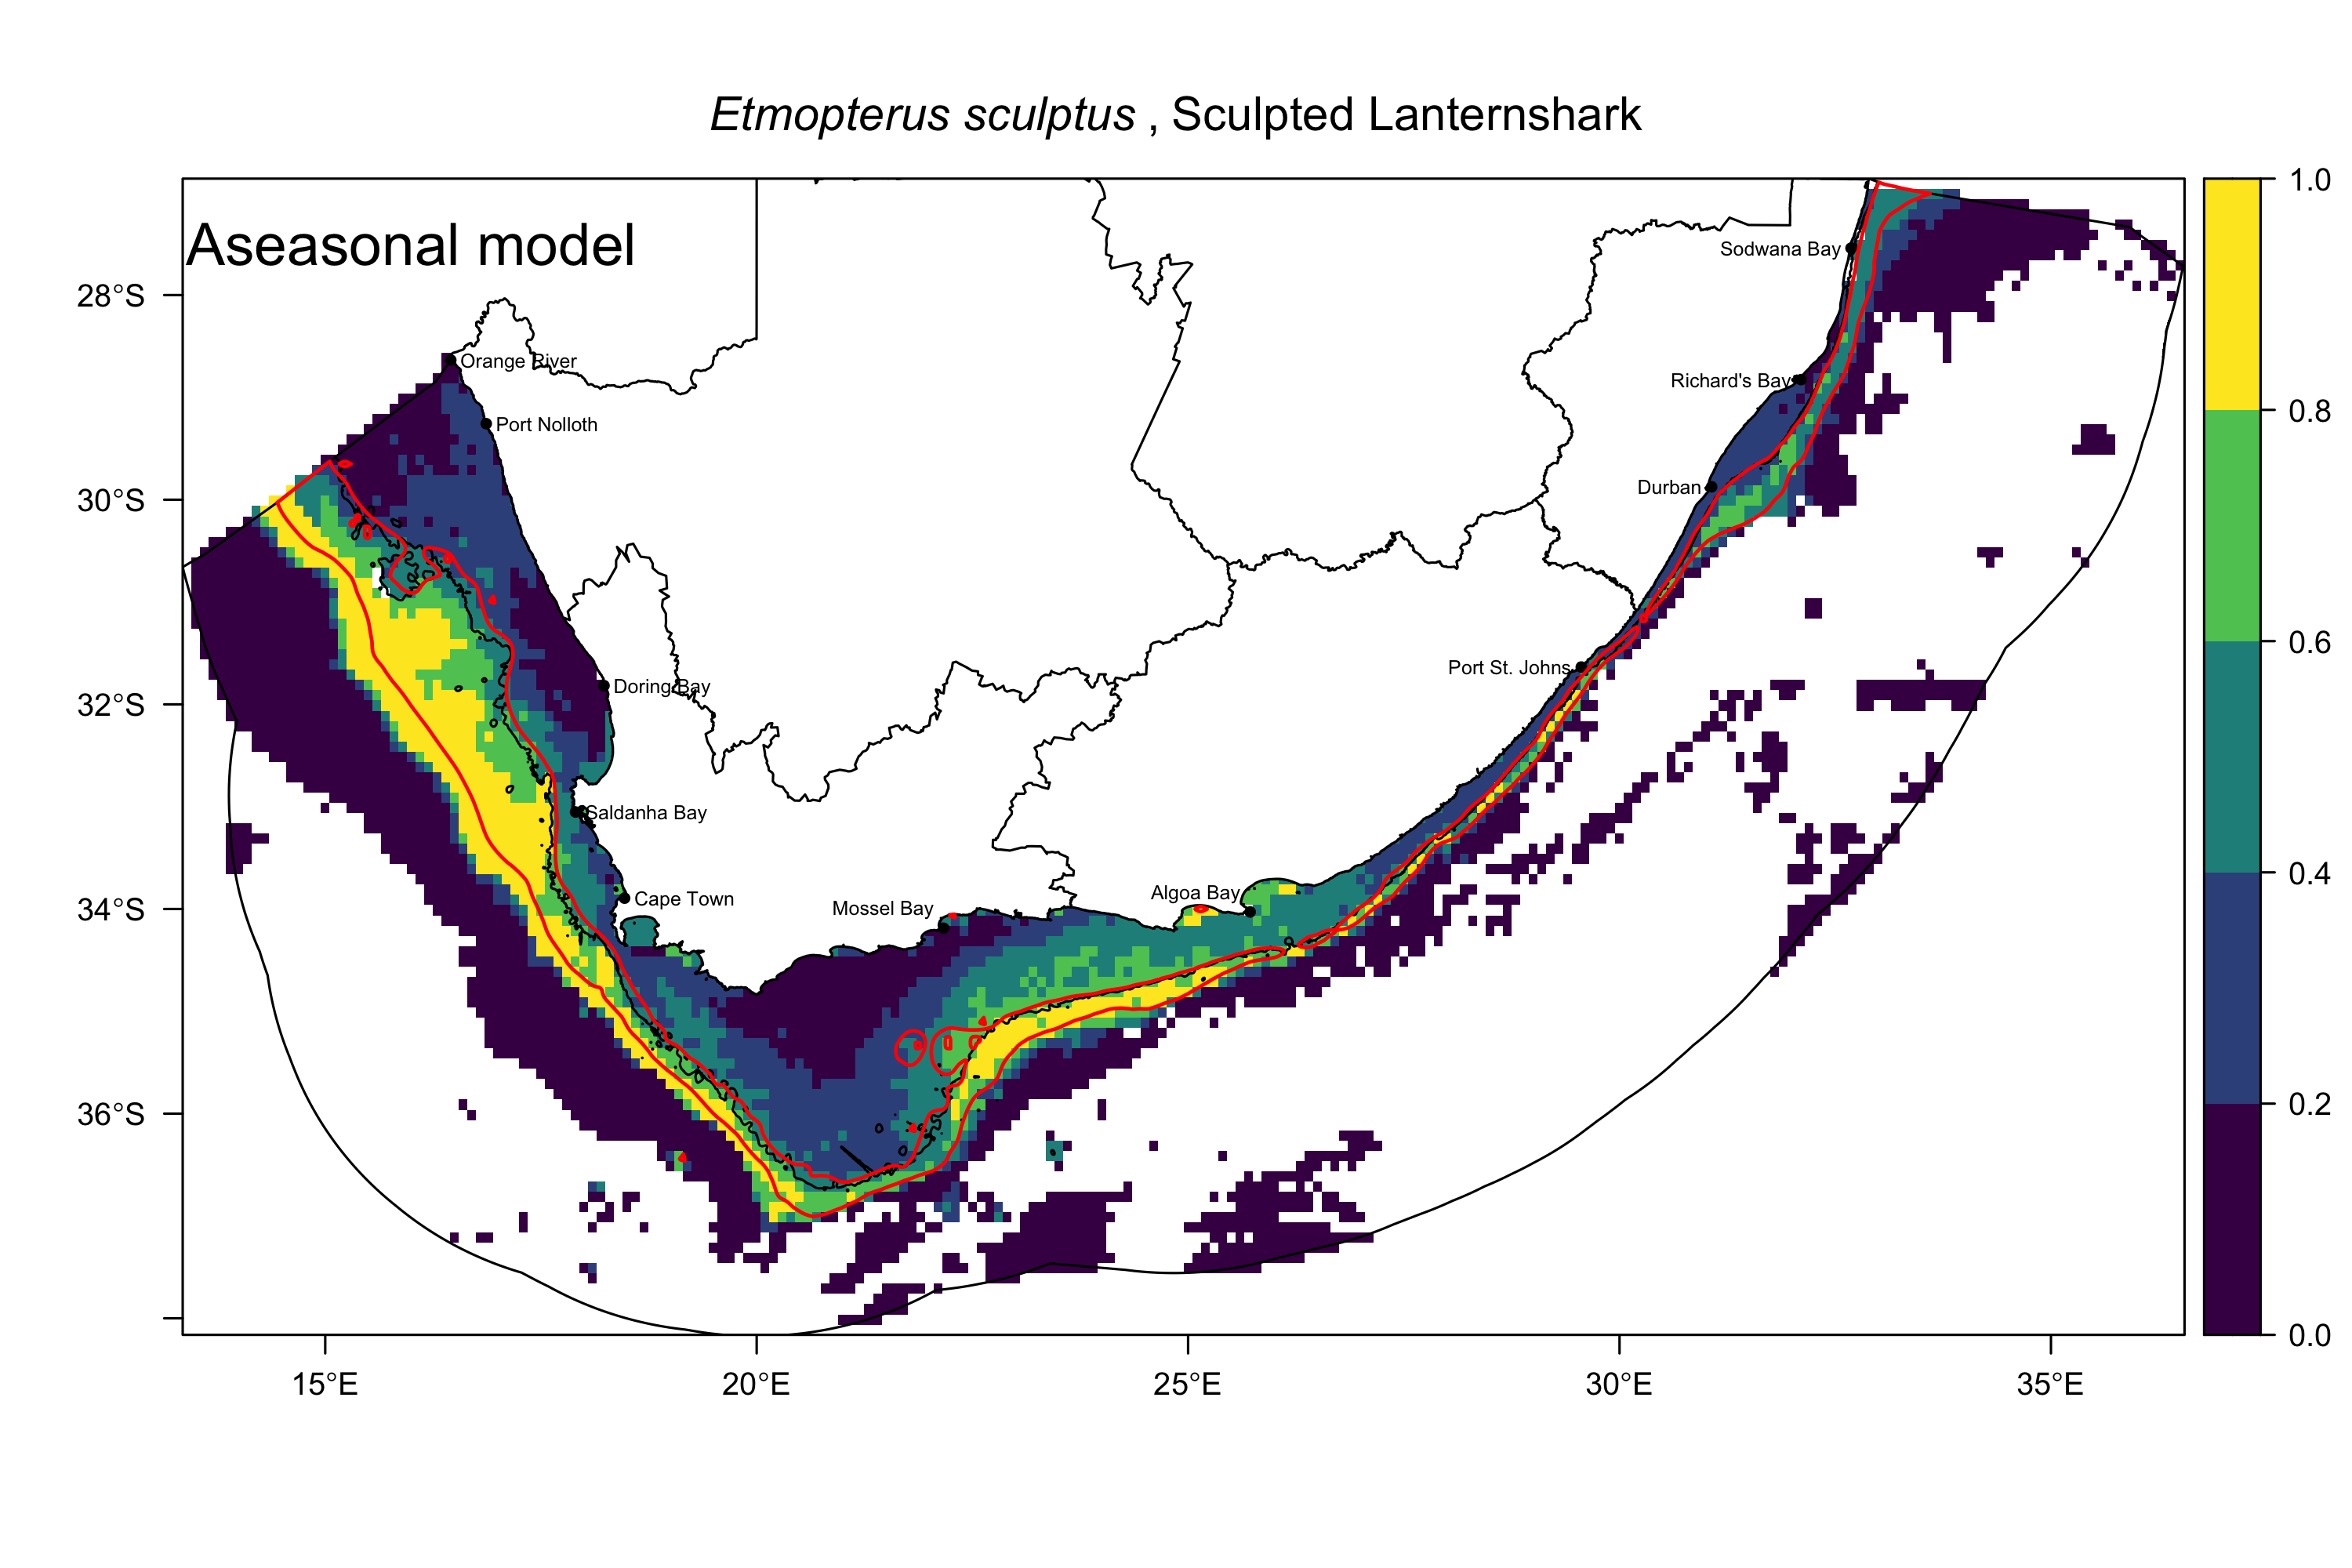 Etmopterus sculptus , Sculpted Lanternshark
Aseasonal model
1.0
0.8
0.6
0.4
0.2
0.0
28°S
30°S
32°S
34°S
36°S
Sodwana Bay
Orange River
Richard's Bay
Port Nolloth
Durban
Port St. Johns
Doring Bay
Saldanha Bay
Algoa Bay
Cape Town
Mossel Bay
15°E
20°E
25°E
30°E
35°E